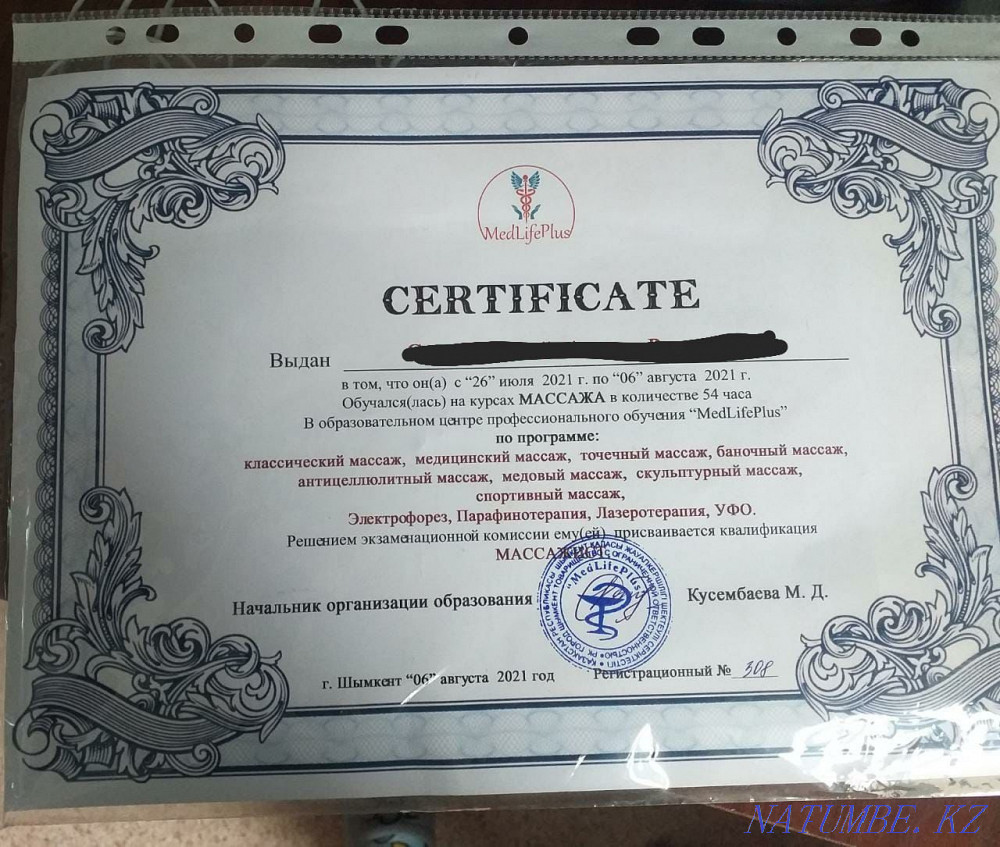 MedLifePlus
CERTIFICATE
Выдан
в том, что он(а) с “26” июля 2021 г. по “06” августа 2021 г.
Обучался(лась) на курсах МАССАЖА в количестве 54 часа
В образовательном центре профессионального обучения “MedLifePlus”
по программе:
классический массаж, медицинский массаж, точечный массаж, баночный массаж,
антицеллюлитный массаж, медовый массаж, скульптурный массаж,
спортивный массаж,
Электрофорез, Парафинотерапия, Лазеротерапия, УФО.
Решением экзаменационной комиссии ему(ей) присваивается квалификация
МАССАЖИСТ
"MedLifePlus"
Начальник организации образования
Кусембаева М. Д.
г. Шымкент “06” августа 2021 год
Регистрационный № 308
NATUMBE.KZ